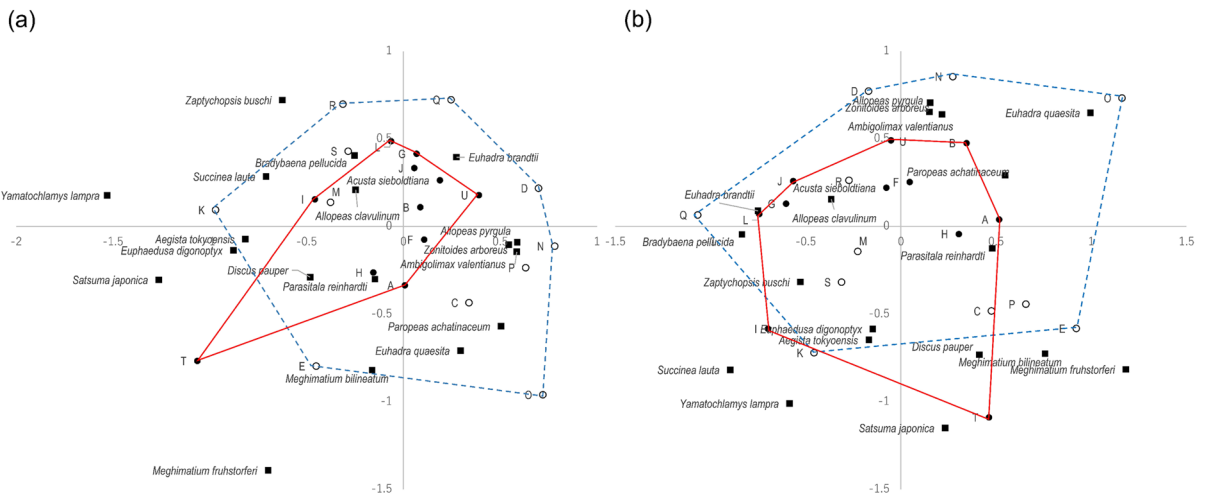 (a)
(b)
1
1
Zaptychopsis buschi
R
Q
D
N
O
Allopeas pyrgula
Zonitoides arboreus
Euhadra quaesita
Ambigolimax valentianus
0.5
0.5
L
U
B
S
G
Bradybaena pellucida
Euhadra brandtii
J
Paropeas achatinaceum
Succinea lauta
Acusta sieboldtiana
D
J
R
Acusta sieboldtiana
F
I
M
U
Euhadra brandtii
G
K
B
Allopeas clavulinum
Q
L
Allopeas clavulinum
A
Allopeas pyrgula
-2
-1.5
-1
-0.5
0
0.5
1
-1.5
-1
-0.5
0
0.5
1
1.5
Aegista tokyoensis
F
Zonitoides arboreus
N
Bradybaena pellusida
M
H
Euphaedusa digonoptyx
Ambigolimax valentianus
P
Parasitala reinhardti
Satsuma japonica
Discus pauper
H
Parasitala reinhardti
A
Zaptychopsis buschi
S
C
-0.5
-0.5
C
P
Paropeas achatinaceum
I
Euphaedusa digonoptyx
E
Euhadra quaesita
Aegista tokyoensis
T
K
Discus pauper
E
Meghimatium bilineatum
Meghimatium bilineatum
Succinea lauta
Meghimatium fruhstorferi
O
-1
-1
Yamatochlamys lampra
T
Satsuma japonica
Yamatochlamys lampra
Meghimatium fruhstorferi
-1.5
-1.5